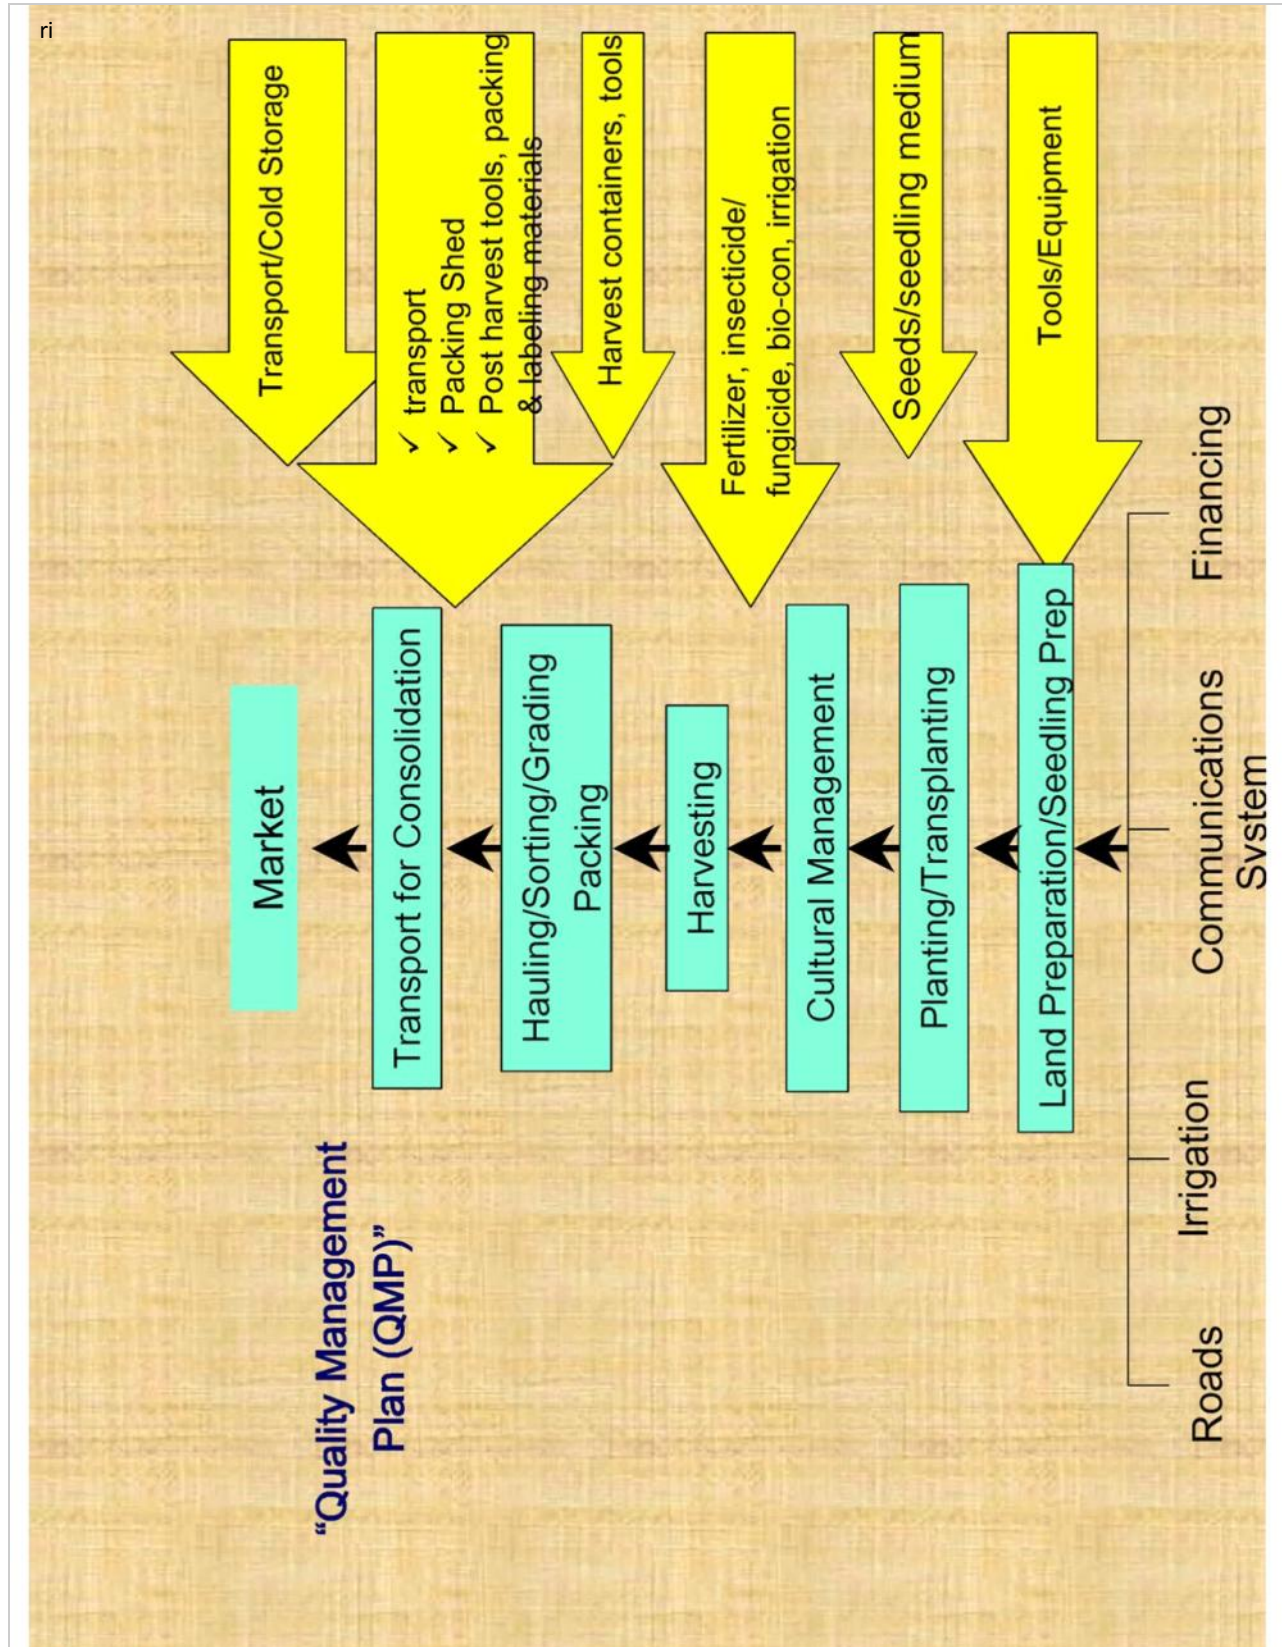 ri
“Quality Management
Plan (QMP)”
Market
Transport for Consolidation
Hauling/Sorting/Grading
Packing
Harvesting
Cultural Management
Planting/Transplanting
Land Preparation/Seedling Prep
Transport/Cold Storage
✓ transport
✓ Packing Shed
✓ Post harvest tools, packing
& labeling materials
Harvest containers, tools
Fertilizer, insecticide/
fungicide, bio-con, irrigation
Seeds/seedling medium
Tools/Equipment
Roads
Irrigation
Communications
System
Financing